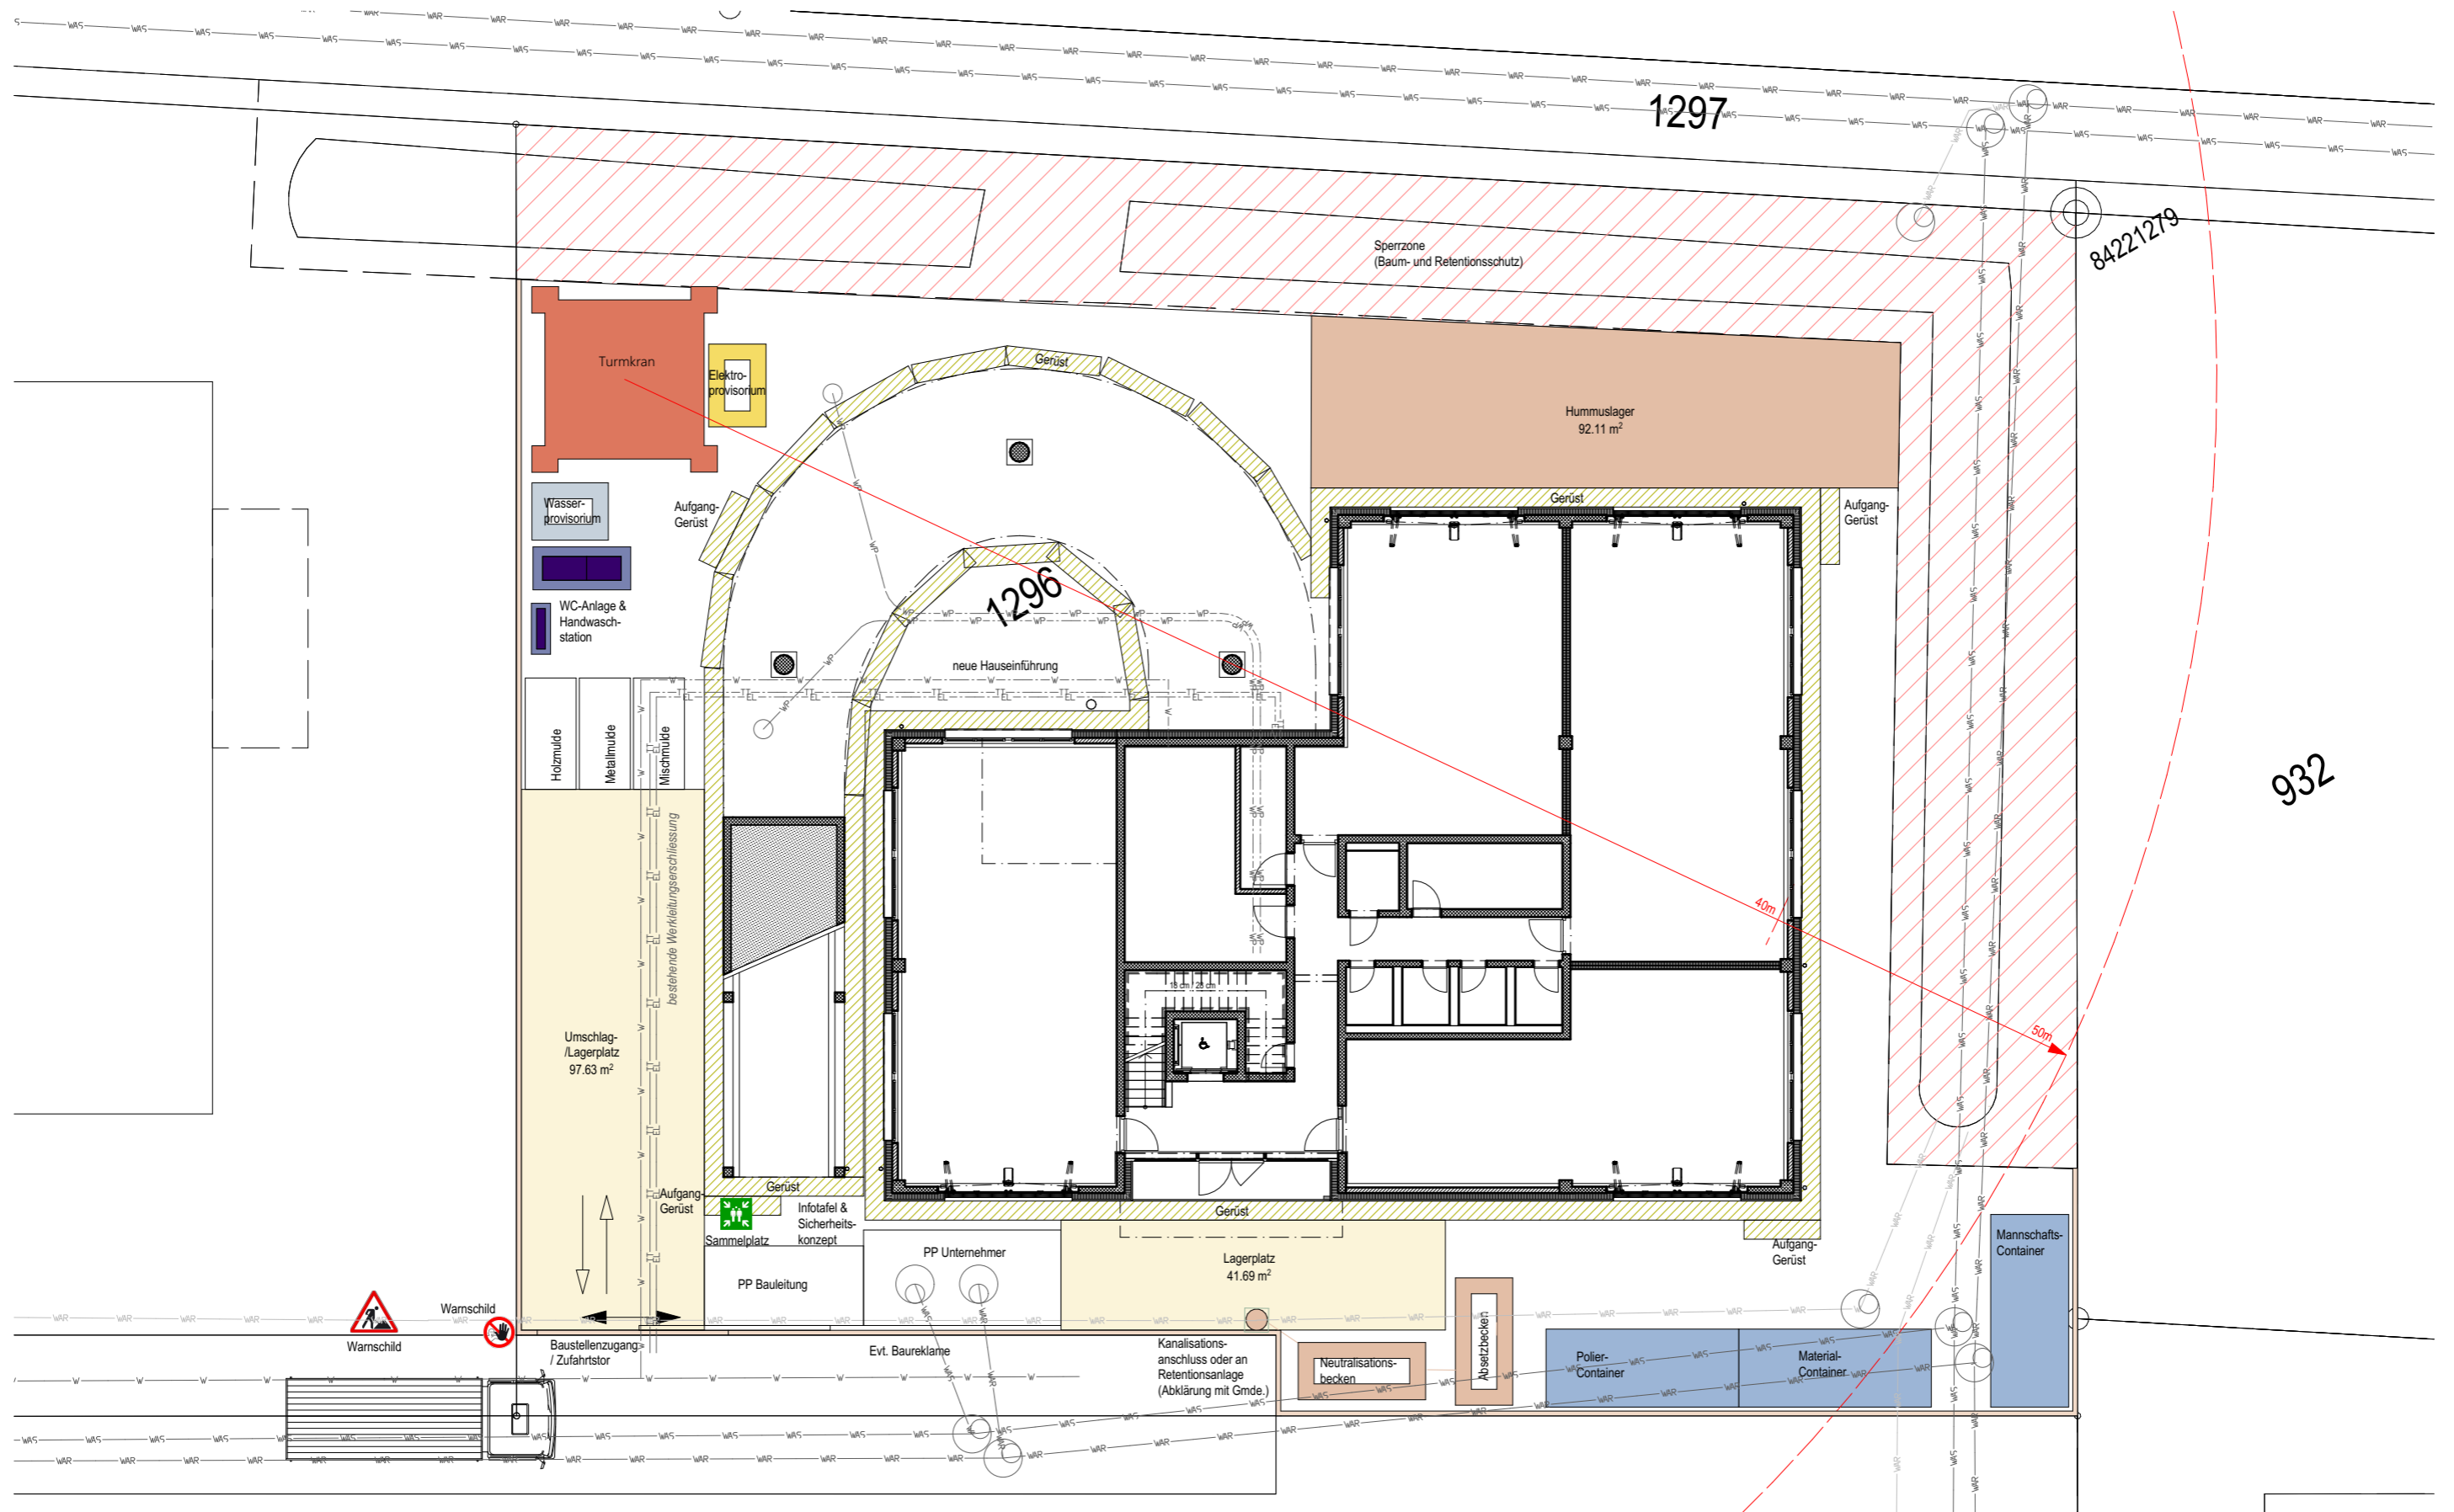 1297
84221279
Sperrzone
(Baum- und Retentionsschutz)
Turmkran
Elektro-
provisorium
Gerüst
Hummuslager
92.11 m²
Wasser-
provisorium
Aufgang-
Gerüst
Gerüst
Aufgang-
Gerüst
WC-Anlage &
Handwasch-
station
1296
neue Hauseinführung
Holzmulde
Metallmulde
Mischmulde
bestehende Werkleitungserschliessung
932
40m
50m
18 cm / 28 cm
Umschlag-
/Lagerplatz
97.63 m²
Aufgang-
Gerüst
Gerüst
Infotafel &
Sicherheits-
konzept
Sammelplatz
Gerüst
PP Unternehmer
PP Bauleitung
Lagerplatz
41.69 m²
Aufgang-
Gerüst
Mannschafts-
Container
Warnschild
Warnschild
Baustellenzugang
/ Zufahrtstor
Evt. Baureklame
Kanalisations-
anschluss oder an
Retentionsanlage
(Abklärung mit Gmde.)
Neutralisations-
becken
Absetzbecken
Polier-
Container
Material-
Container